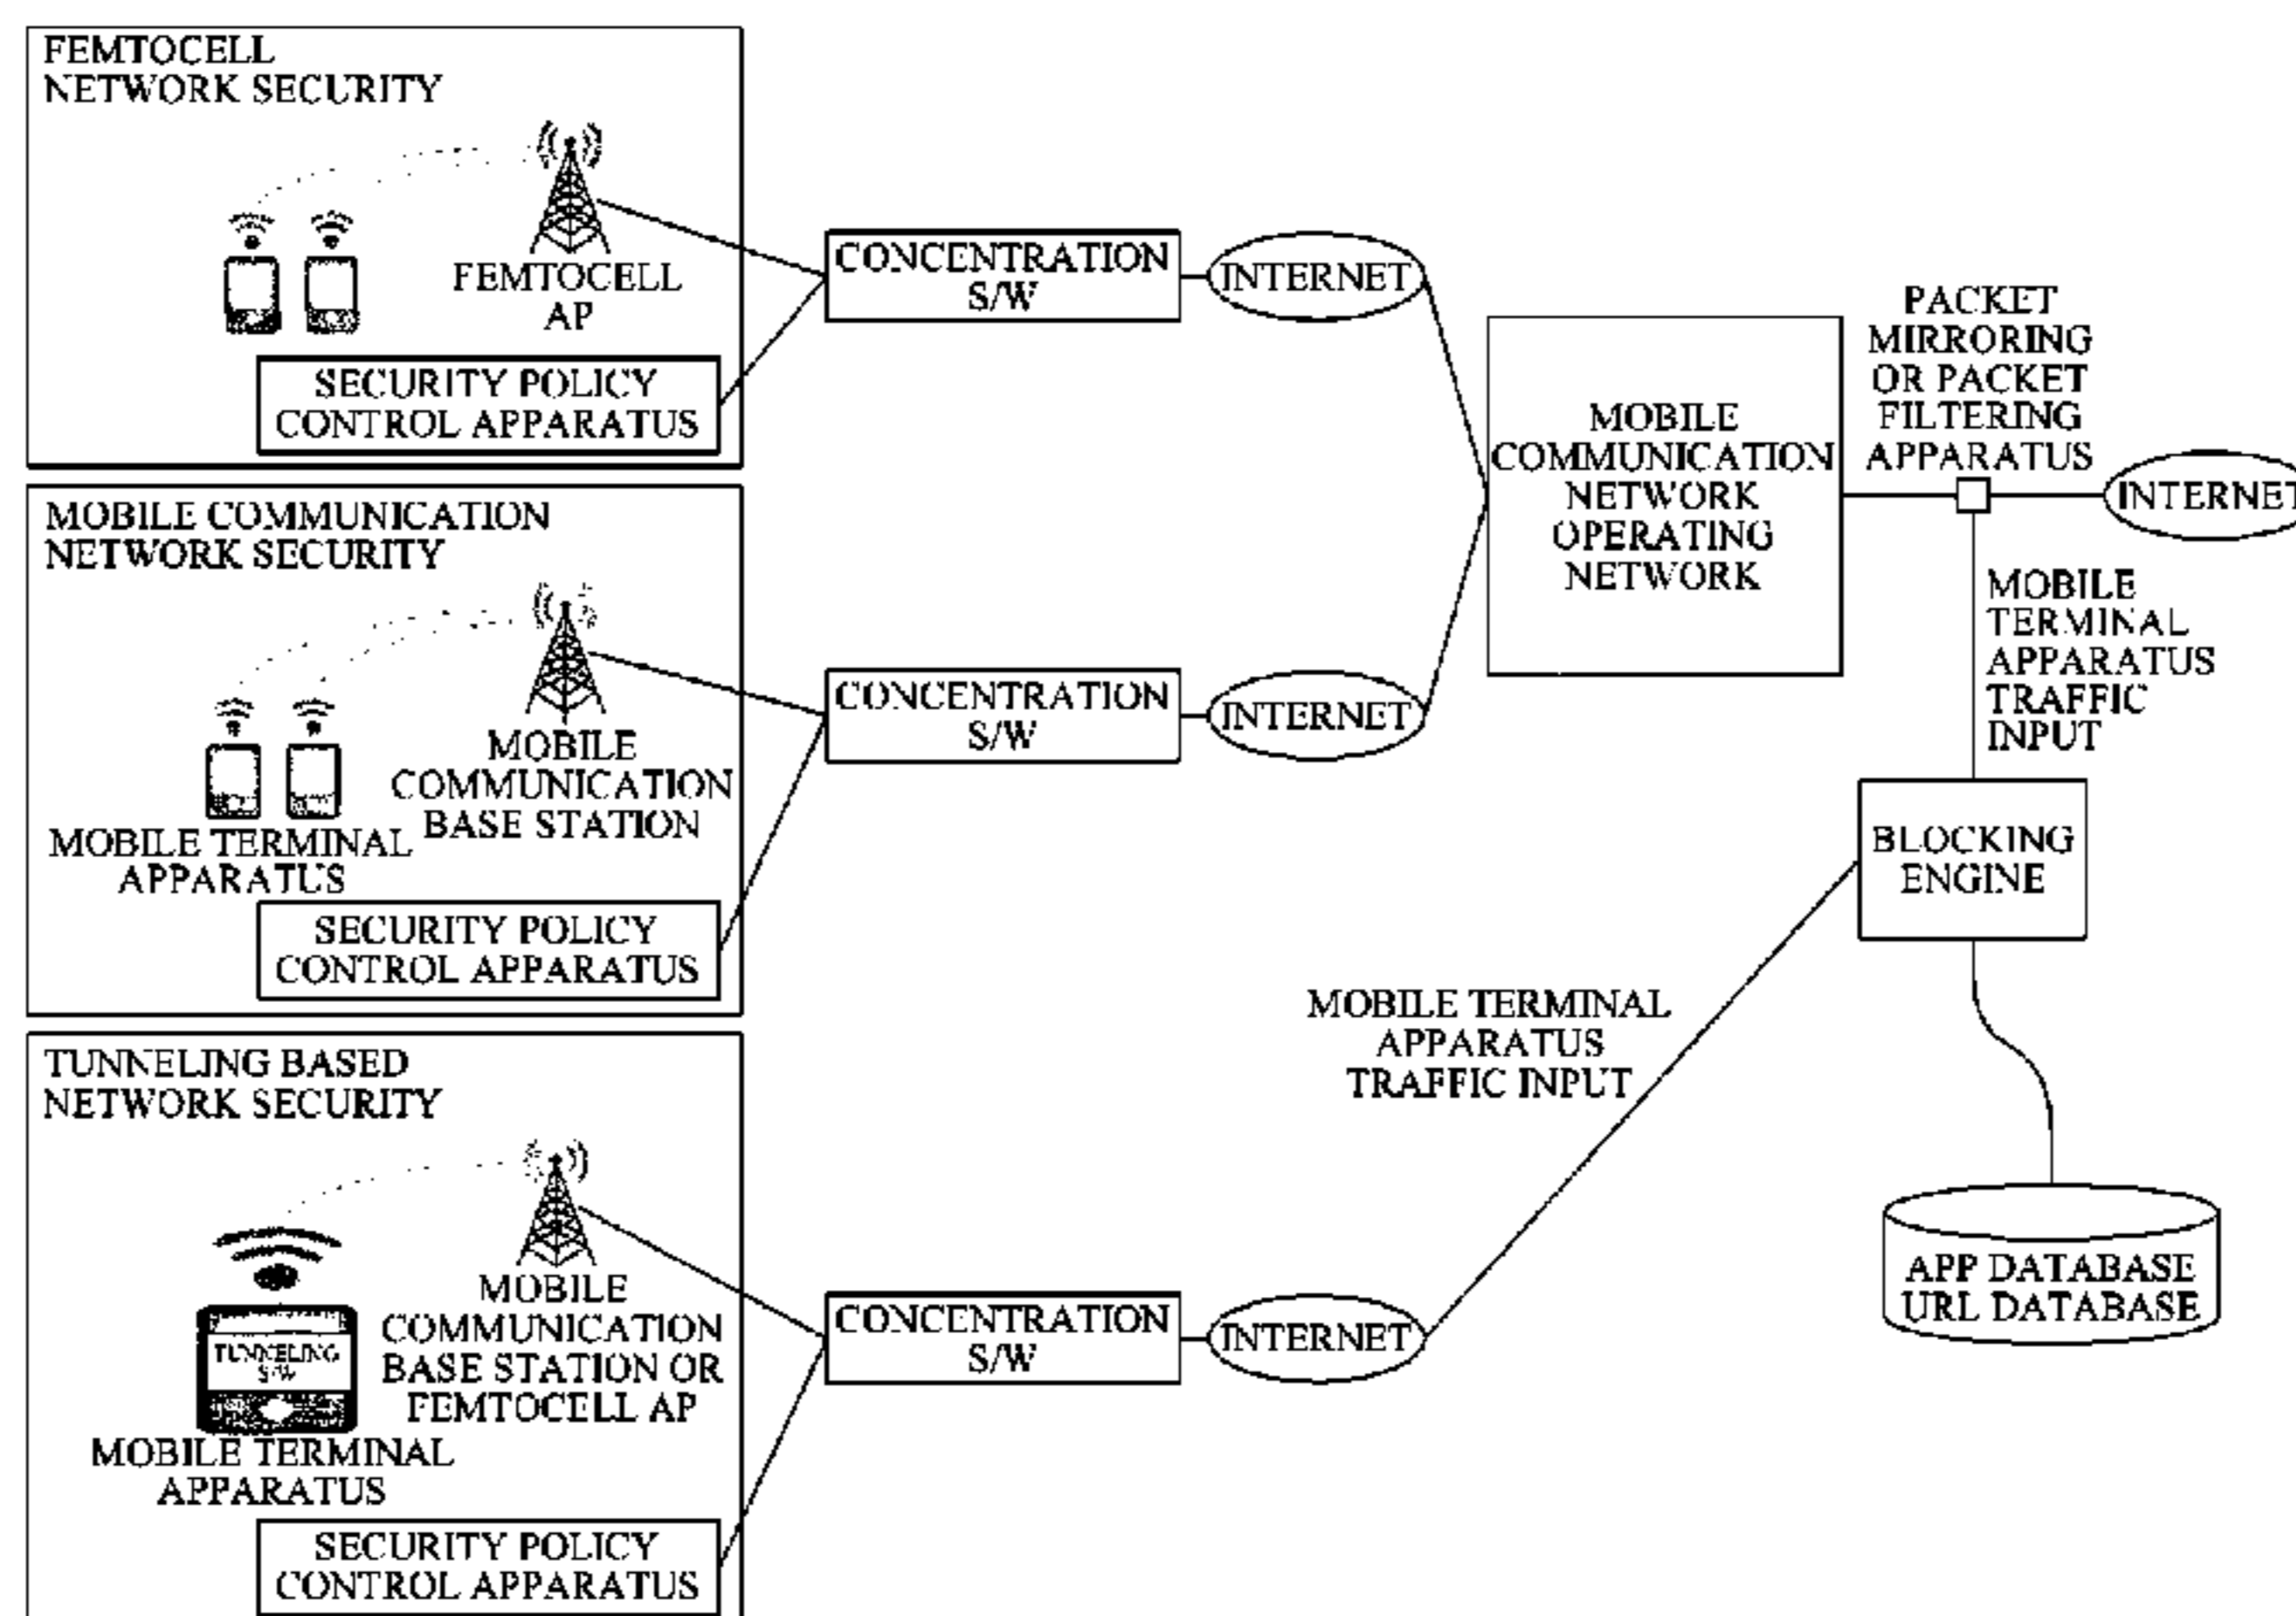 FEMTOCELL
NETWORK SECURITY
FEMTOCELL
AP
SECURITY POLICY
CONTROL APPARATUS
CONCENTRATION
S/W
INTERNET
MOBILE COMMUNICATION
NETWORK SECURITY
MOBILE
COMMUNICATION
BASE STATION
MOBILE TERMINAL
APPARATUS
SECURITY POLICY
CONTROL APPARATUS
CONCENTRATION
S/W
INTERNET
TUNNELING BASED
NETWORK SECURITY
TUNNELING
S/W
MOBILE
COMMUNICATION
BASE STATION OR
FEMTOCELL AP
MOBILE TERMINAL
APPARATUS
SECURITY POLICY
CONTROL APPARATUS
CONCENTRATION
S/W
INTERNET
MOBILE
COMMUNICATION
NETWORK
OPERATING
NETWORK
PACKET
MIRRORING
OR PACKET
FILTERING
APPARATUS
INTERNET
MOBILE
TERMINAL
APPARATUS
TRAFFIC
INPUT
BLOCKING
ENGINE
MOBILE TERMINAL
APPARATUS
TRAFFIC INPUT
APP DATABASE
URL DATABASE